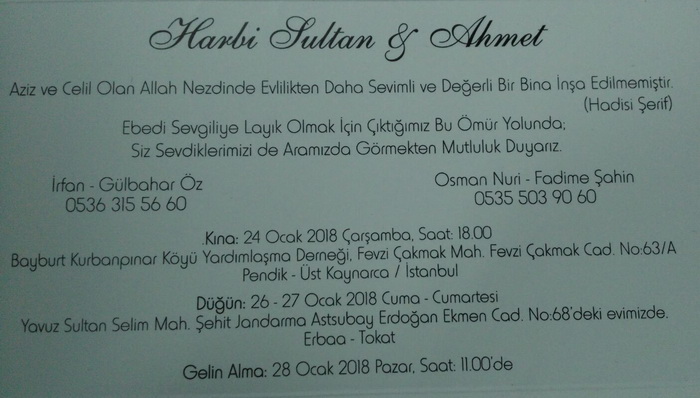 Harbi Sultan & Ahmet
Aziz ve Celil Olan Allah Nezdinde Evlilikten Daha Sevimli ve Değerli Bir Bina İnşa Edilmemiştir.
(Hadisi Şerif)
Ebedi Sevgiliye Layık Olmak İçin Çıktığımız Bu Ömür Yolunda;
Siz Sevdiklerimizi de Aramızda Görmekten Mutluluk Duyarız.
İrfan - Gülbahar Öz
0536 315 56 60
Osman Nuri - Fadime Şahin
0535 503 90 60
Kına: 24 Ocak 2018 Çarşamba, Saat: 18.00
Bayburt Kurbanpınar Köyü Yardımlaşma Derneği, Fevzi Çakmak Mah. Fevzi Çakmak Cad. No:63/A
Pendik - Üst Kaynarca / İstanbul
Düğün: 26 - 27 Ocak 2018 Cuma - Cumartesi
Yavuz Sultan Selim Mah. Şehit Jandarma Astsubay Erdoğan Ekmen Cad. No:68'deki evimizde.
Erbaa - Tokat
Gelin Alma: 28 Ocak 2018 Pazar, Saat: 11.00'de